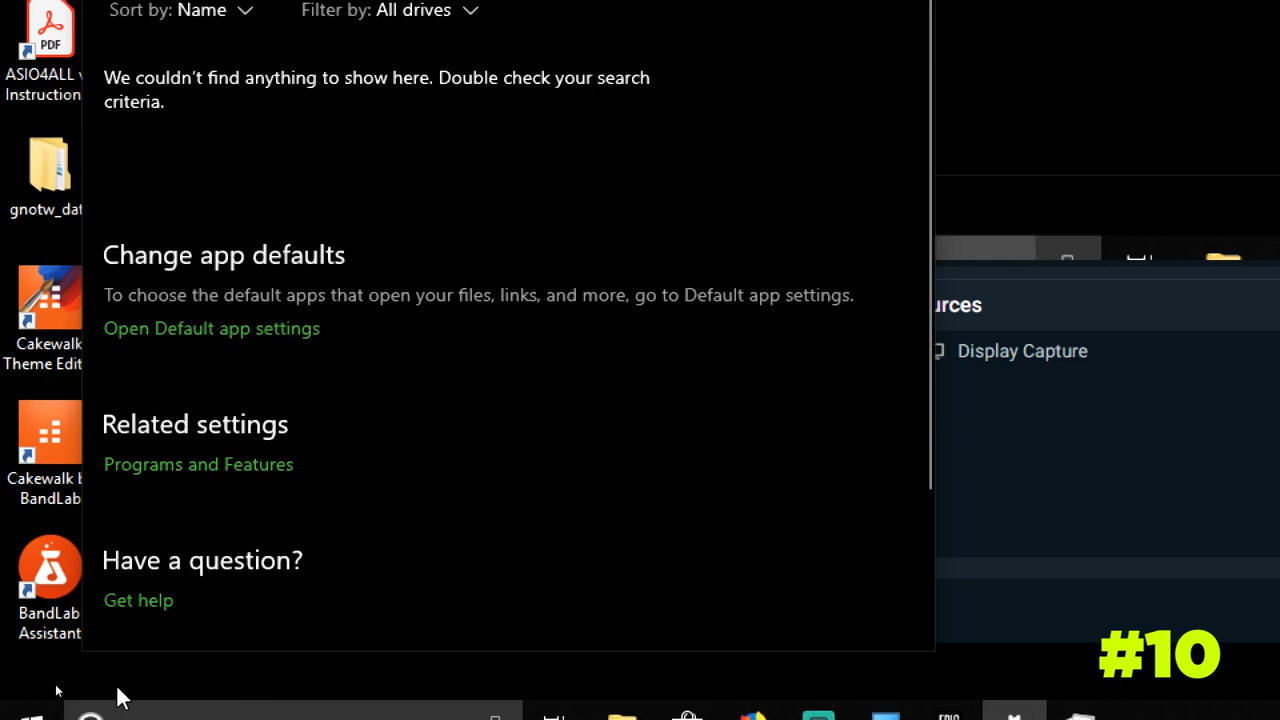 Sort by: Name
Filter by: All drives
We couldn't find anything to show here. Double check your search
criteria.
Change app defaults
To choose the default apps that open your files, links, and more, go to Default app settings.
Open Default app settings
Related settings
Programs and Features
Have a question?
Get help
PDF
ASIO4ALL v
Instruction
gnotw_dat
Cakewalk
Theme Edit
Cakewalk b
BandLab
BandLab
Assistant
urces
Display Capture
#10
EPIC